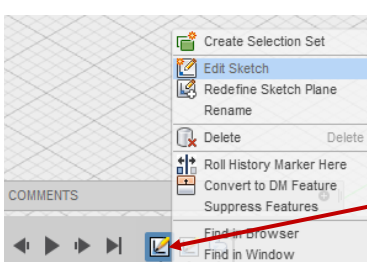 Create Selection Set
Edit Sketch
Redefine Sketch Plane
Rename
Delete Delete
Roll History Marker Here
Convert to DM Feature
Suppress Features
COMMENTS
Find in Browser
Find in Window